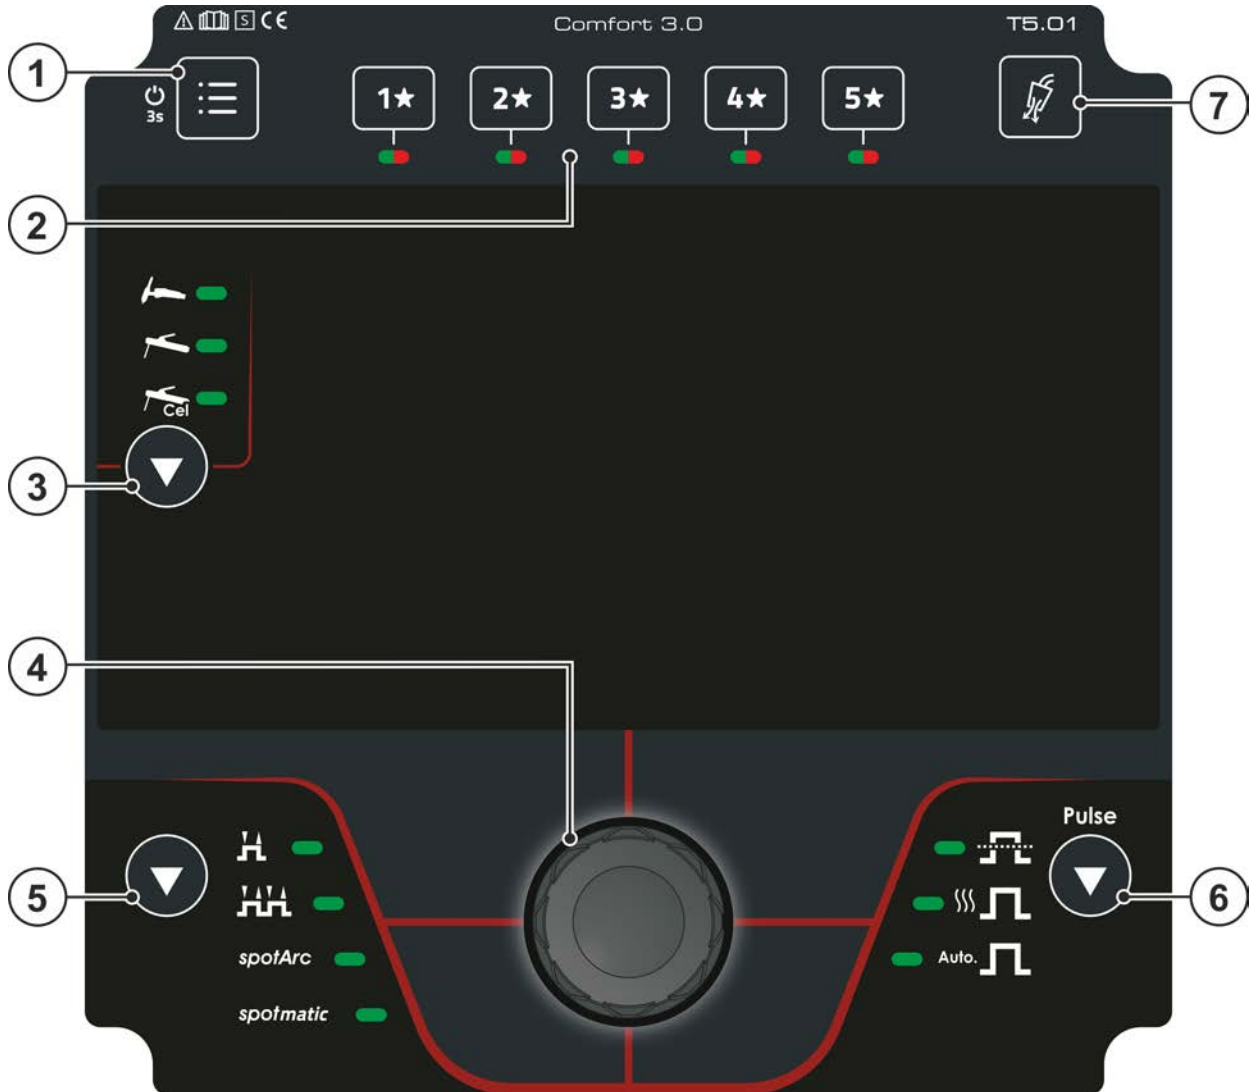 S CE Comfort 3.0 T5.01
1
3s
1★ 2★ 3★ 4★ 5★
7
2
Cel
3
4
Pulse
5
6
spotArc
Auto.
spotmatic